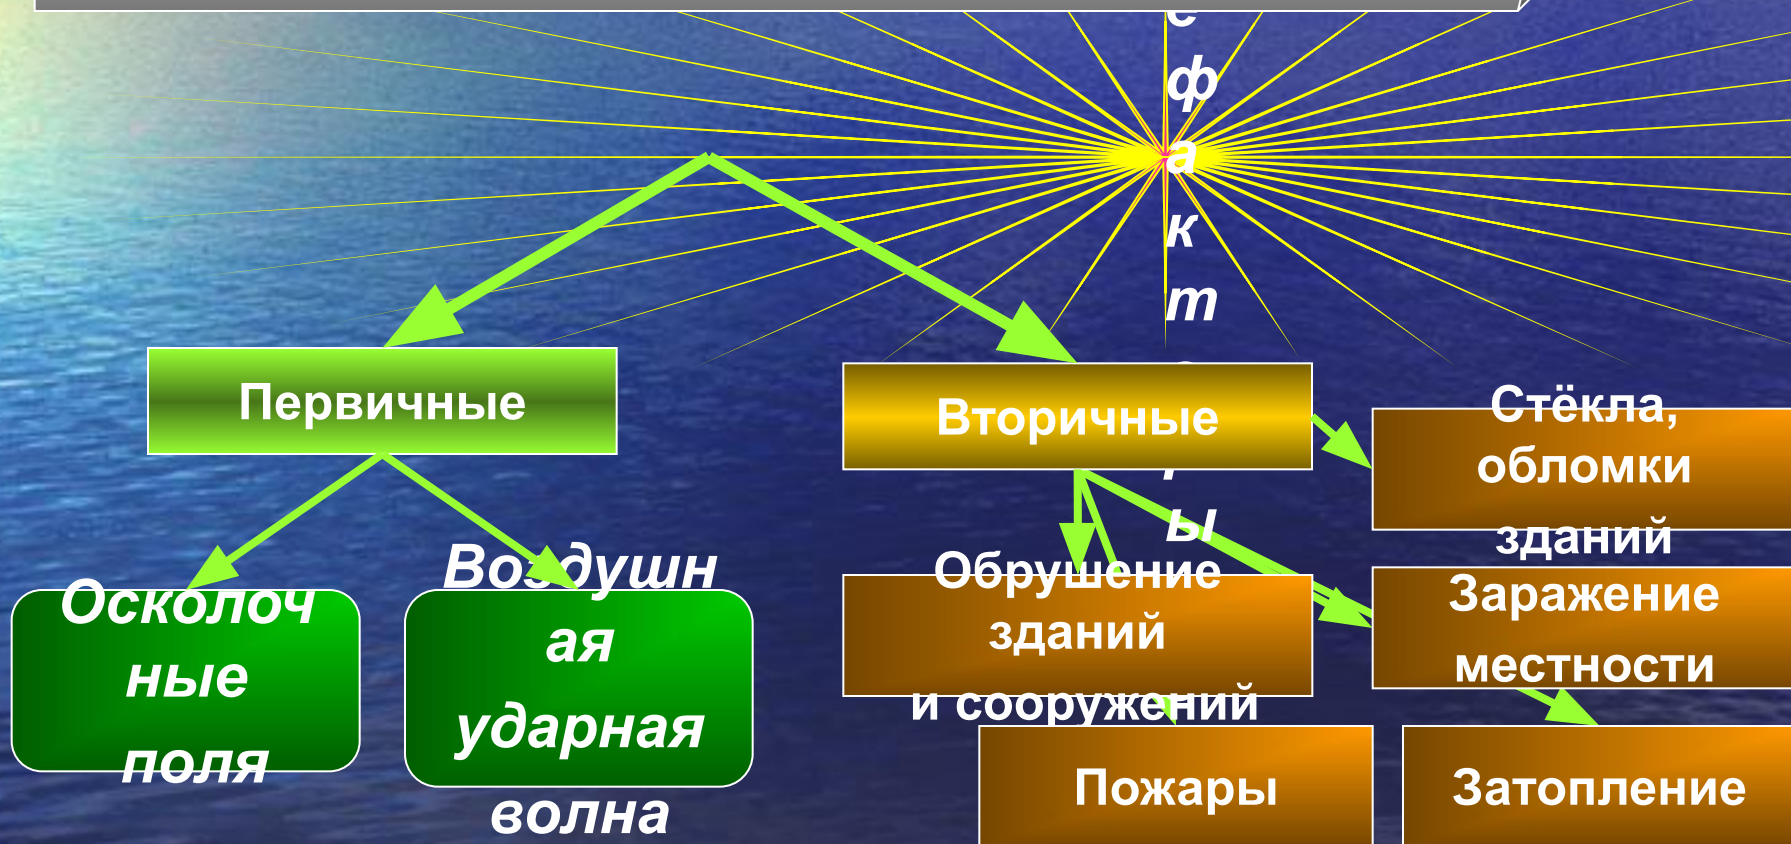 е
ф
а
к
т
о
р
ы
Первичные
Вторичные
Стёкла,
обломки
зданий
Осколоч
ные
поля
Воздушн
ая
ударная
волна
Обрушение
зданий
и сооружений
Заражение
местности
Пожары
Затопление